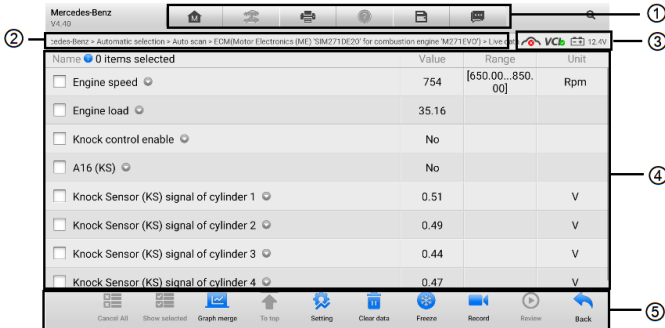 Mercedes-Benz
V4.40
①
②
cedes-Benz > Automatic selection > Auto scan > ECM(Motor Electronics (ME) 'SIM271DE20' for combustion engine 'M271EVO') > Live data
VCI
12.4V
③
Name 0 items selected Value Range Unit
Engine speed 754 [650.00...850.00] Rpm
Engine load 35.16
Knock control enable No
A16 (KS) No
④
Knock Sensor (KS) signal of cylinder 1 0.51 V
Knock Sensor (KS) signal of cylinder 2 0.49 V
Knock Sensor (KS) signal of cylinder 3 0.44 V
Knock Sensor (KS) signal of cylinder 4 0.47 V
Cancel All Show selected Graph merge To top Setting Clear data Freeze Record Review Back
⑤